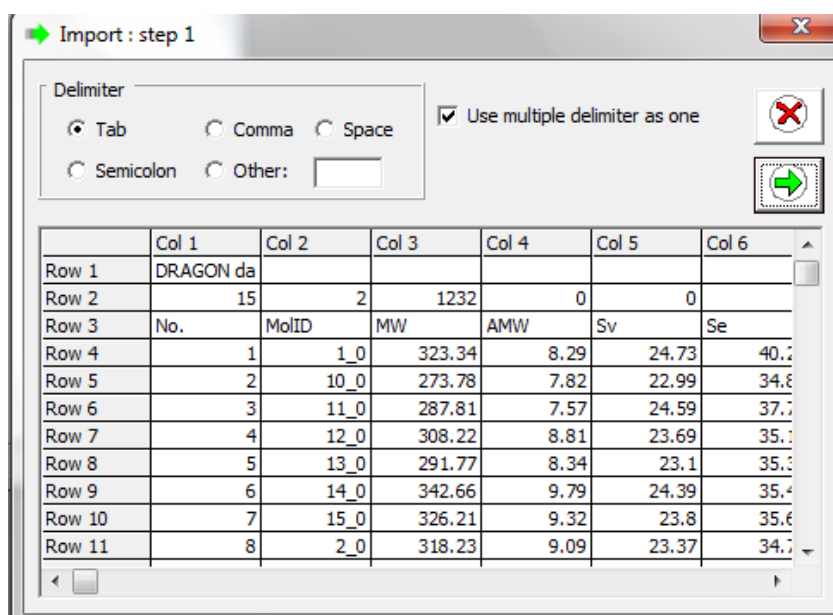 Import : step 1
x
Delimiter
Tab Comma Space Use multiple delimiter as one
Semicolon Other:
Col 1 Col 2 Col 3 Col 4 Col 5 Col 6
Row 1 DRAGON da
Row 2 15 2 1232 0 0
Row 3 No. MolID MW AMW Sv Se
Row 4 1 1_0 323.34 8.29 24.73
Row 5 2 10_0 273.78 7.82 22.99
Row 6 3 11_0 287.81 7.57 24.59
Row 7 4 12_0 308.22 8.81 23.69
Row 8 5 13_0 291.77 8.34 23.1
Row 9 6 14_0 342.66 9.79 24.39
Row 10 7 15_0 326.21 9.32 23.8
Row 11 8 2_0 318.23 9.09 23.37